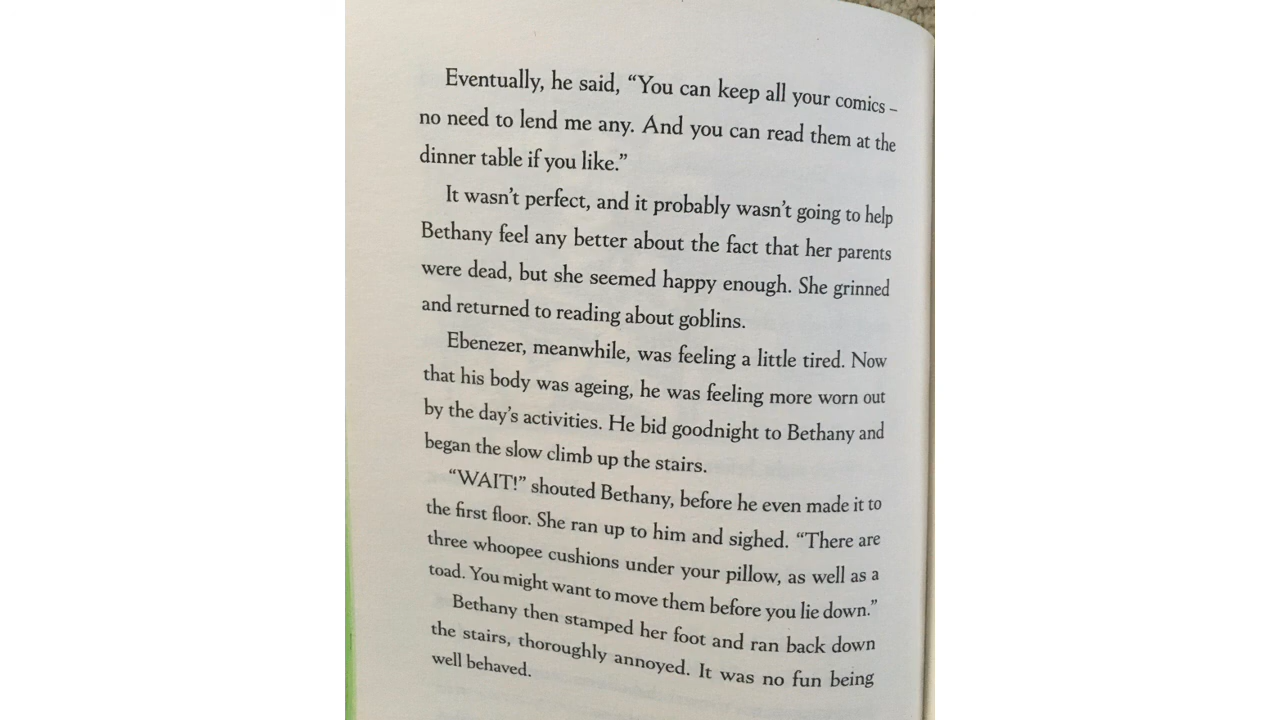 Eventually, he said, “You can keep all your comics –
no need to lend me any. And you can read them at the
dinner table if you like.”
It wasn’t perfect, and it probably wasn’t going to help
Bethany feel any better about the fact that her parents
were dead, but she seemed happy enough. She grinned
and returned to reading about goblins.
Ebenezer, meanwhile, was feeling a little tired. Now
that his body was ageing, he was feeling more worn out
by the day’s activities. He bid goodnight to Bethany and
began the slow climb up the stairs.
“WAIT!” shouted Bethany, before he even made it to
the first floor. She ran up to him and sighed. “There are
three whoopee cushions under your pillow, as well as a
toad. You might want to move them before you lie down.”
Bethany then stamped her foot and ran back down
the stairs, thoroughly annoyed. It was no fun being
well behaved.